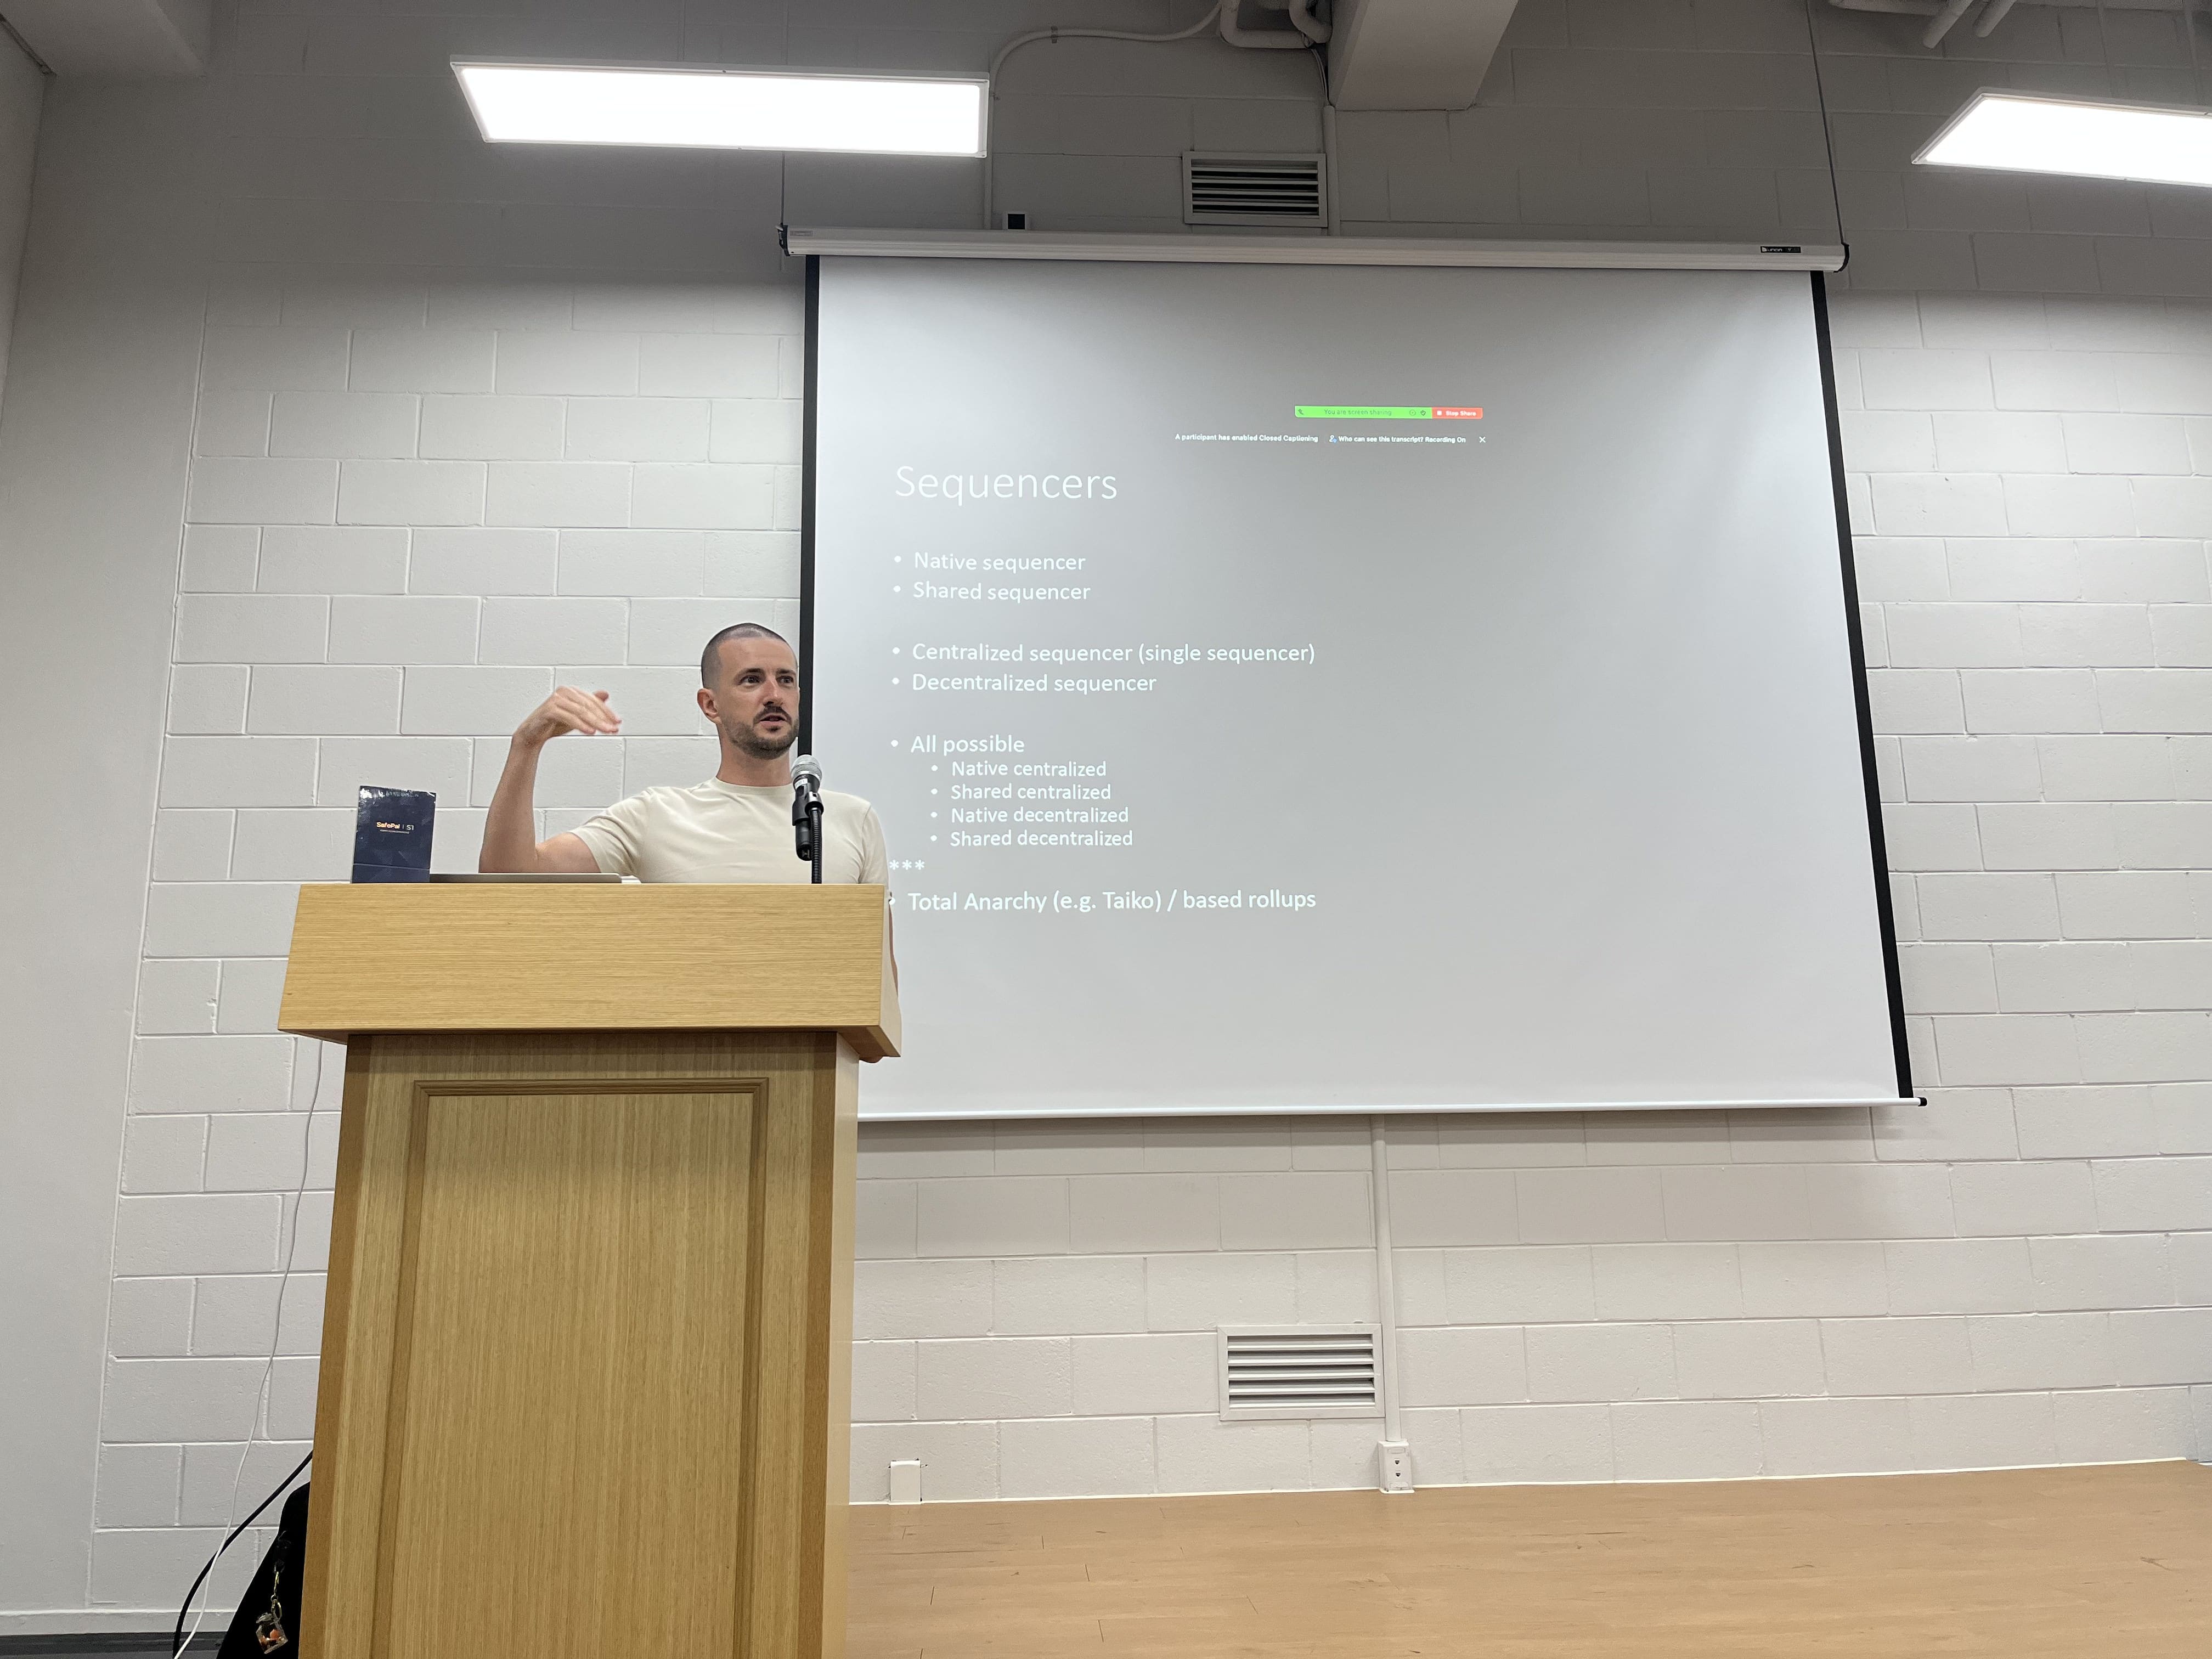 You are screen sharing
Stop Share
A participant has enabled Closed Captioning Who can see this transcript? Recording On
Sequencers
• Native sequencer
• Shared sequencer
• Centralized sequencer (single sequencer)
• Decentralized sequencer
• All possible
• Native centralized
• Shared centralized
• Native decentralized
• Shared decentralized
***
• Total Anarchy (e.g. Taiko) / based rollups
SafePal | S1